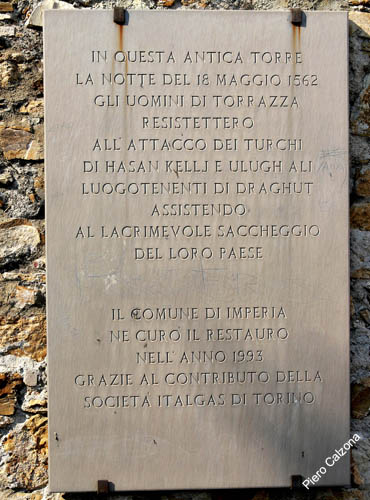 IN QUESTA ANTICA TORRE
LA NOTTE DEL 18 MAGGIO 1562
GLI UOMINI DI TORRAZZA
RESISTETTERO
ALL'ATTACCO DEI TURCHI
DI HASAN KELLJ E ULUGH ALI
LUOGOTENENTI DI DRAGHUT
ASSISTENDO
AL LACRIMEVOLE SACCHEGGIO
DEL LORO PAESE
IL COMUNE DI IMPERIA
NE CURÒ IL RESTAURO
NELL'ANNO 1993
GRAZIE AL CONTRIBUTO DELLA
SOCIETÀ ITALGAS DI TORINO
Piero Calzona